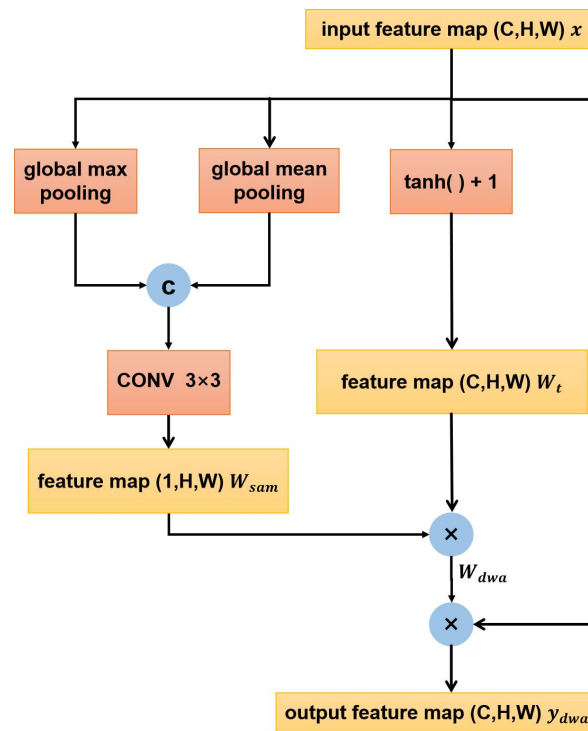 input feature map (C,H,W) x
global max
pooling
global mean
pooling
tanh( ) + 1
c
CONV 3×3
feature map (C,H,W) W_t
feature map (1,H,W) W_sam
×
W_dwa
×
output feature map (C,H,W) y_dwa